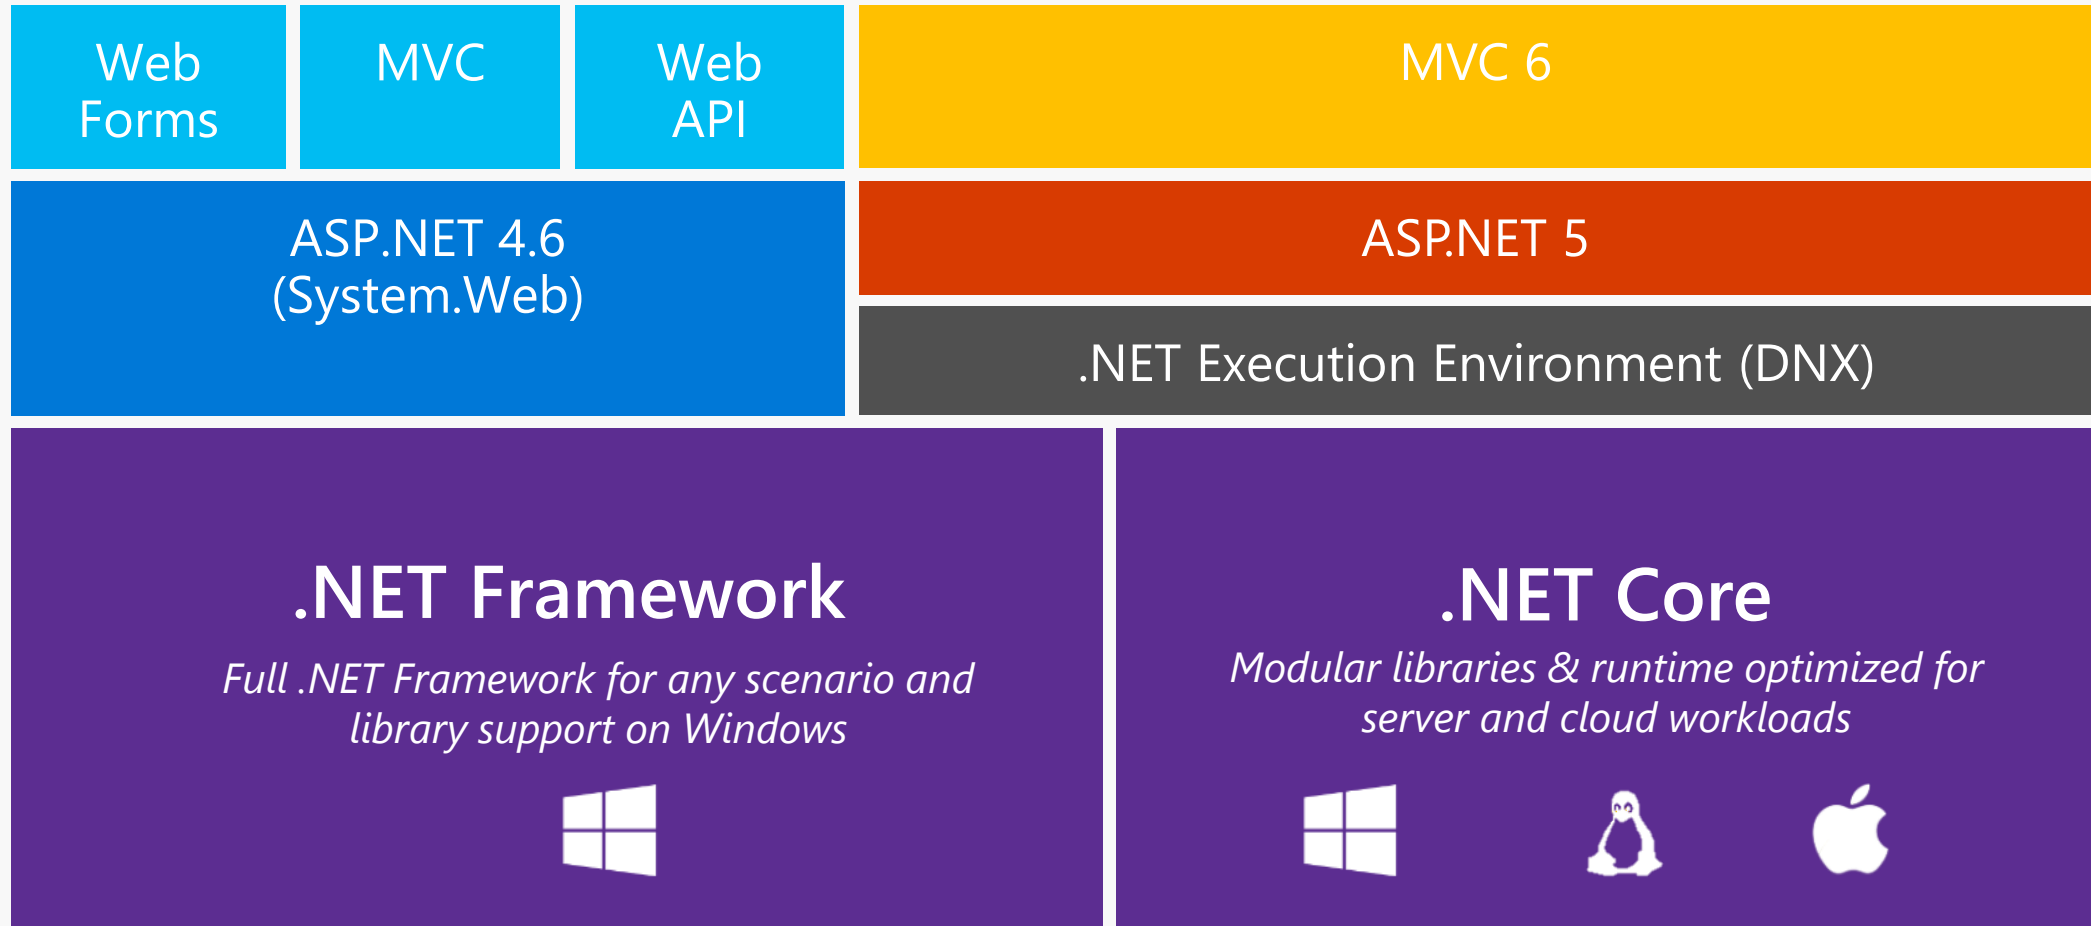 Web
Forms
MVC
Web
API
MVC 6
ASP.NET 4.6
(System.Web)
ASP.NET 5
.NET Execution Environment (DNX)
.NET Framework
Full .NET Framework for any scenario and
library support on Windows
.NET Core
Modular libraries & runtime optimized for
server and cloud workloads